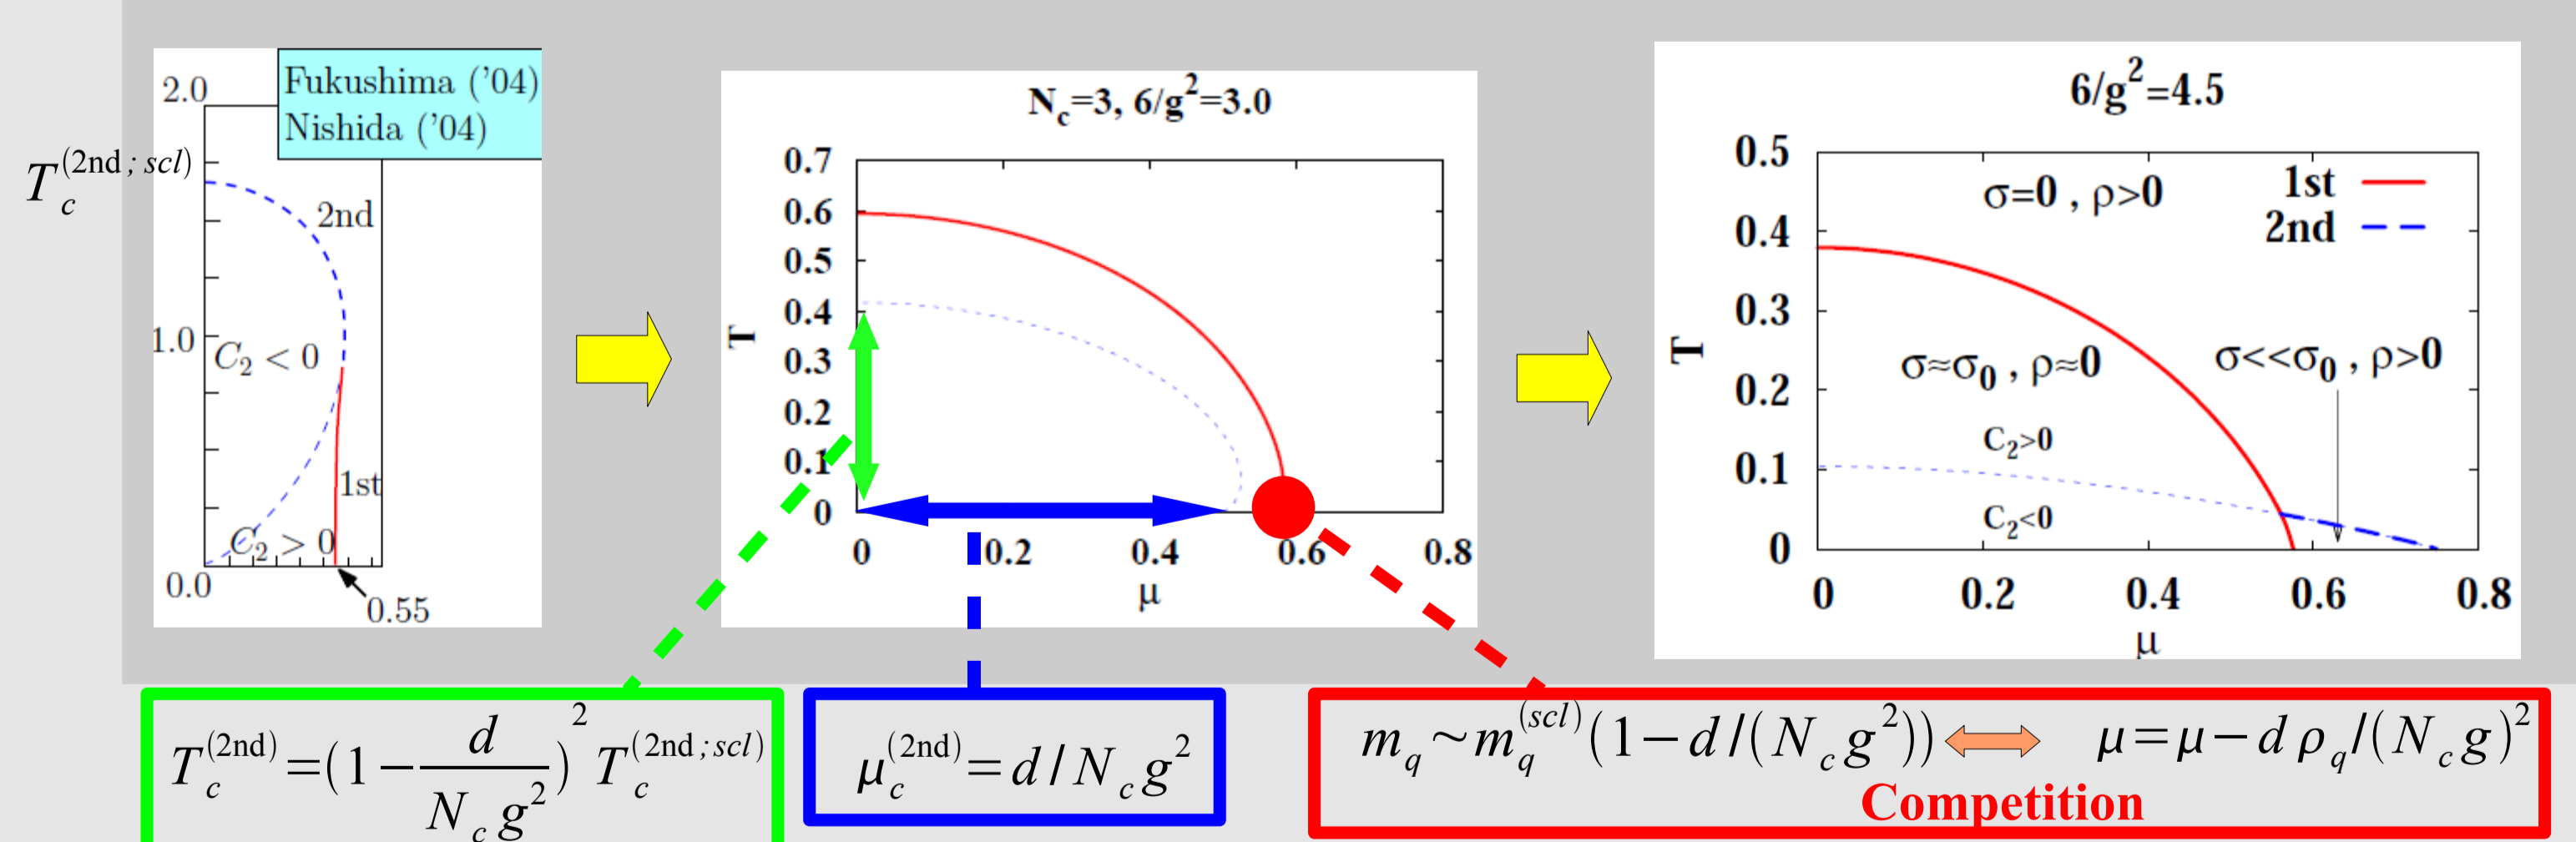 Fukushima ('04)
Nishida ('04)
2.0
T_c^{(2nd; scl)}
2nd
1.0
C_2 < 0
1st
C_2 > 0
0.0
0.55
N_c=3, 6/g^2=3.0
0.7
0.6
0.5
0.4
0.3
0.2
0.1
0
T
0 0.2 0.4 0.6 0.8
μ
6/g^2=4.5
0.5
0.4
0.3
0.2
0.1
0
T
σ=0 , ρ>0
1st
2nd
σ≈σ_0 , ρ≈0
σ<<σ_0 , ρ>0
C_2>0
C_2<0
0 0.2 0.4 0.6 0.8
μ
T_c^{(2nd)}=(1−\frac{d}{N_c g^2})^2 T_c^{(2nd; scl)}
μ_c^{(2nd)}=d/N_c g^2
m_q~m_q^{(scl)}(1−d/(N_c g^2)) μ=μ−d ρ_q/(N_c g)^2
Competition